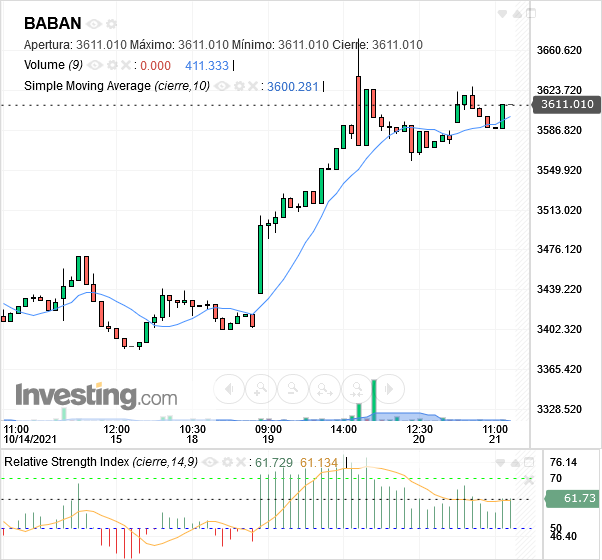 BABAN
Apertura: 3611.010 Máximo: 3611.010 Mínimo: 3611.010 Cierre: 3611.010
Volume (9) : 0.000 411.333
Simple Moving Average (cierre,10) : 3600.281
3660.620
3623.720
3611.010
3586.820
3549.920
3513.020
3476.120
3439.220
3402.320
3365.420
3328.520
Investing.com
11:00 12:00 10:30 09:00 14:00 12:30 11:00
10/14/2021 15 18 19 20 21
Relative Strength Index (cierre,14,9) : 61.729 61.134
76.14
70
61.73
50
46.40